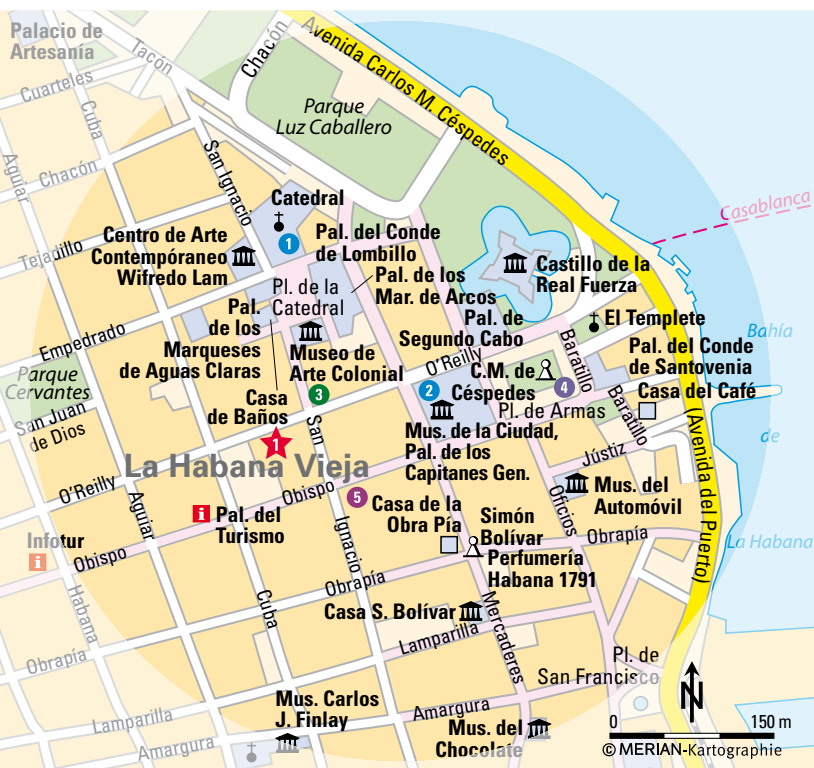 Palacio de
Artesanía
Tacón
Chacón
Avenida Carlos M. Céspedes
Cuarteles
Cuba
Parque
Luz Caballero
Aguiar
Chacón
San Ignacio
Casablanca
Catedral
1
Tejadillo
Centro de Arte
Contempóraneo
Wifredo Lam
Pal. del Conde
de Lombillo
Pal. de los
Mar. de Arcos
Pl. de la
Catedral
Castillo de la
Real Fuerza
Pal.
de los
Marqueses
de Aguas Claras
Pal. de
Segundo Cabo
El Templete
Bahía
Empedrado
Museo de
Arte Colonial
O'Reilly
Baratillo
Pal. del Conde
de Santovenia
Parque
Cervantes
C.M. de
Céspedes
4
3
2
Casa
de Baños
Pl. de Armas
Baratillo
Casa del Café
San Juan
de Dios
1
San
Ignacio
Mus. de la Ciudad,
Pal. de los
Capitanes Gen.
de
La Habana Vieja
Jústiz
(Avenida del Puerto)
O'Reilly
Obispo
5
Mus. del
Automóvil
Oficios
Aguiar
i Pal. del
Turismo
Casa de la
Obra Pía
Simón
Bolívar
Infotur
i
Obispo
Obrapía
La Habana
Perfumería
Habana 1791
Obrapía
Habana
Cuba
Casa S. Bolívar
Mercaderes
Lamparilla
Obrapía
Pl. de
San Francisco
Mus. Carlos
J. Finlay
Amargura
N
Lamparilla
Mus. del
Chocolate
0 150 m
Amargura
© MERIAN-Kartographie